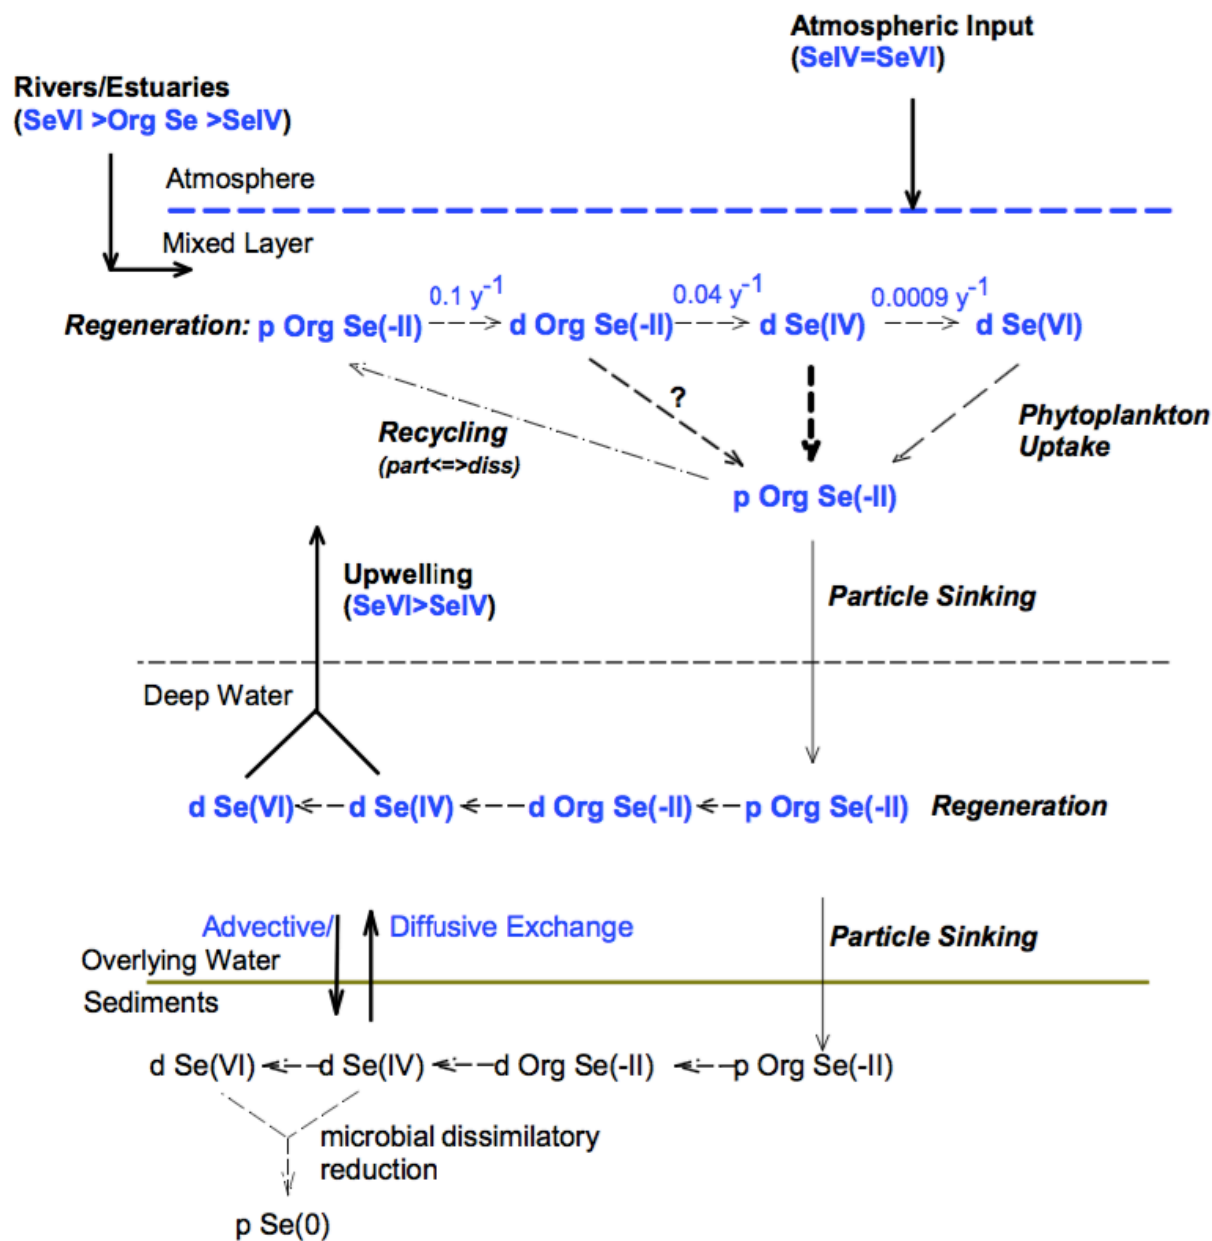 Atmospheric Input
(SeIV=SeVI)
Rivers/Estuaries
(SeVI >Org Se >SeIV)
Atmosphere
Mixed Layer
0.1 y⁻¹ 0.04 y⁻¹ 0.0009 y⁻¹
Regeneration: p Org Se(-II) d Org Se(-II) d Se(IV) d Se(VI)
?
Recycling
(part<=>diss)
Phytoplankton
Uptake
p Org Se(-II)
Upwelling
(SeVI>SeIV)
Particle Sinking
Deep Water
d Se(VI) d Se(IV) d Org Se(-II) p Org Se(-II) Regeneration
Advective/ Diffusive Exchange
Particle Sinking
Overlying Water
Sediments
d Se(VI) d Se(IV) d Org Se(-II) p Org Se(-II)
microbial dissimilatory
reduction
p Se(0)